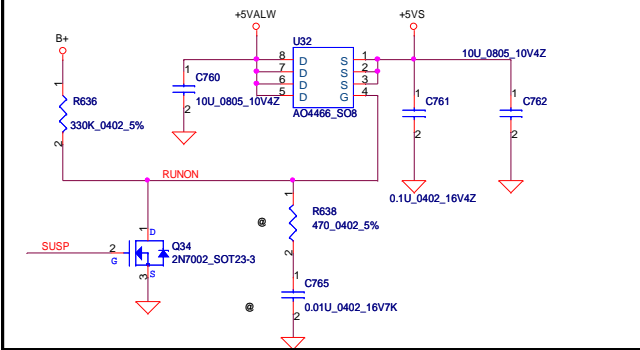 +5VALW
+5VS
B+
U32
8 D S 1
7 D S 2
6 D S 3
5 D G 4
AO4466_SO8
1
C760
10U_0805_10V4Z
2
10U_0805_10V4Z
1
C761
2
0.1U_0402_16V4Z
1
C762
2
1
R636
330K_0402_5%
2
RUNON
1
@
R638
470_0402_5%
2
SUSP
1
D
2
G
Q34
2N7002_SOT23-3
3
S
1
C765
@
0.01U_0402_16V7K
2